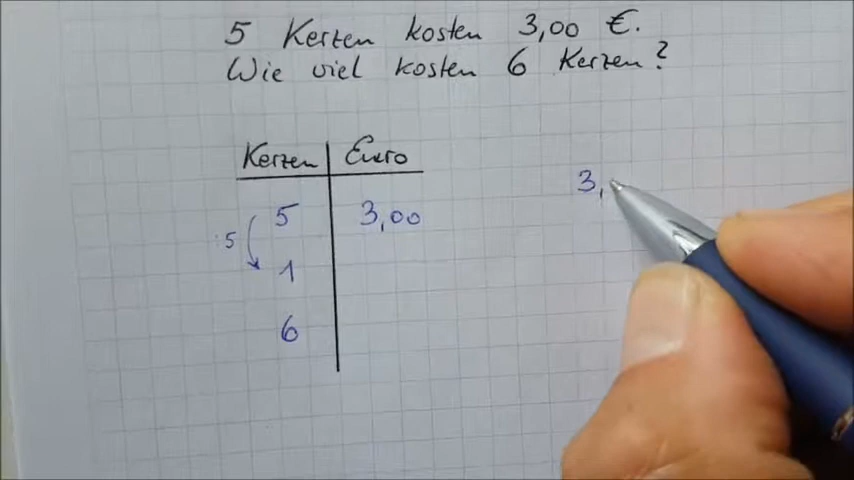 5 Kerzen kosten 3,00 €.
Wie viel kosten 6 Kerzen?
Kerzen Euro
5 3,00
:5
1
6
3,